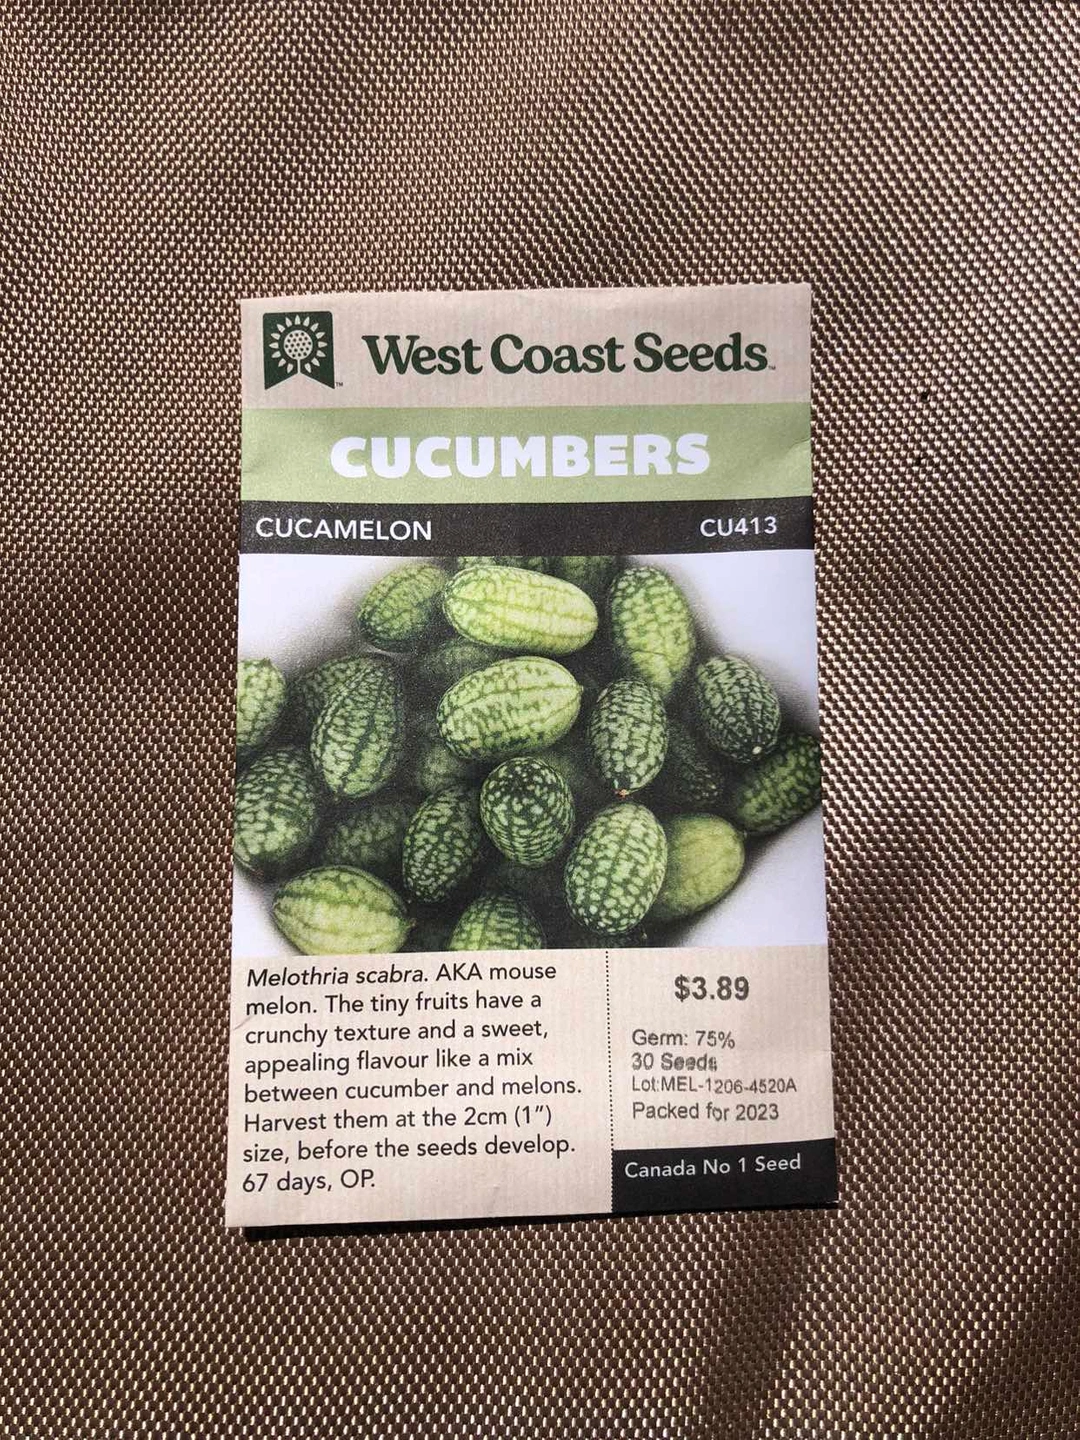 West Coast Seeds™
CUCUMBERS
CUCAMELON
CU413
Melothria scabra. AKA mouse
melon. The tiny fruits have a
crunchy texture and a sweet,
appealing flavour like a mix
between cucumber and melons.
Harvest them at the 2cm (1")
size, before the seeds develop.
67 days, OP.
$3.89
Germ: 75%
30 Seeds
Lot:MEL-1206-4520A
Packed for 2023
Canada No 1 Seed